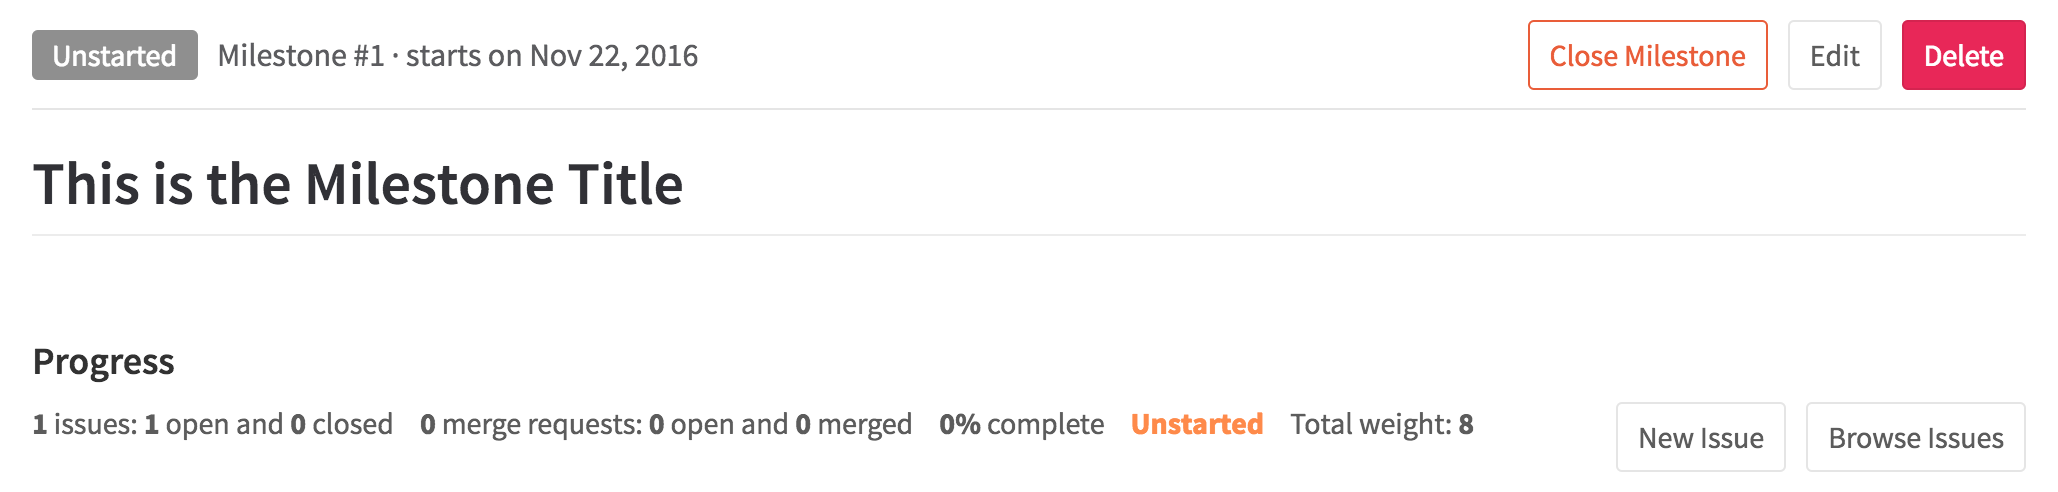 Unstarted Milestone #1 · starts on Nov 22, 2016 Close Milestone Edit Delete
This is the Milestone Title
Progress
1 issues: 1 open and 0 closed 0 merge requests: 0 open and 0 merged 0% complete Unstarted Total weight: 8 New Issue Browse Issues